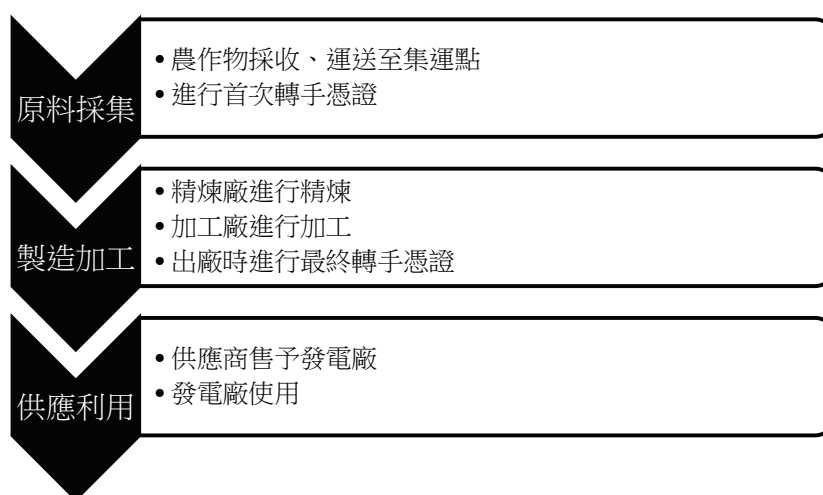 原料採集
•農作物採收、運送至集運點
•進行首次轉手憑證
製造加工
•精煉廠進行精煉
•加工廠進行加工
•出廠時進行最終轉手憑證
供應利用
•供應商售予發電廠
•發電廠使用